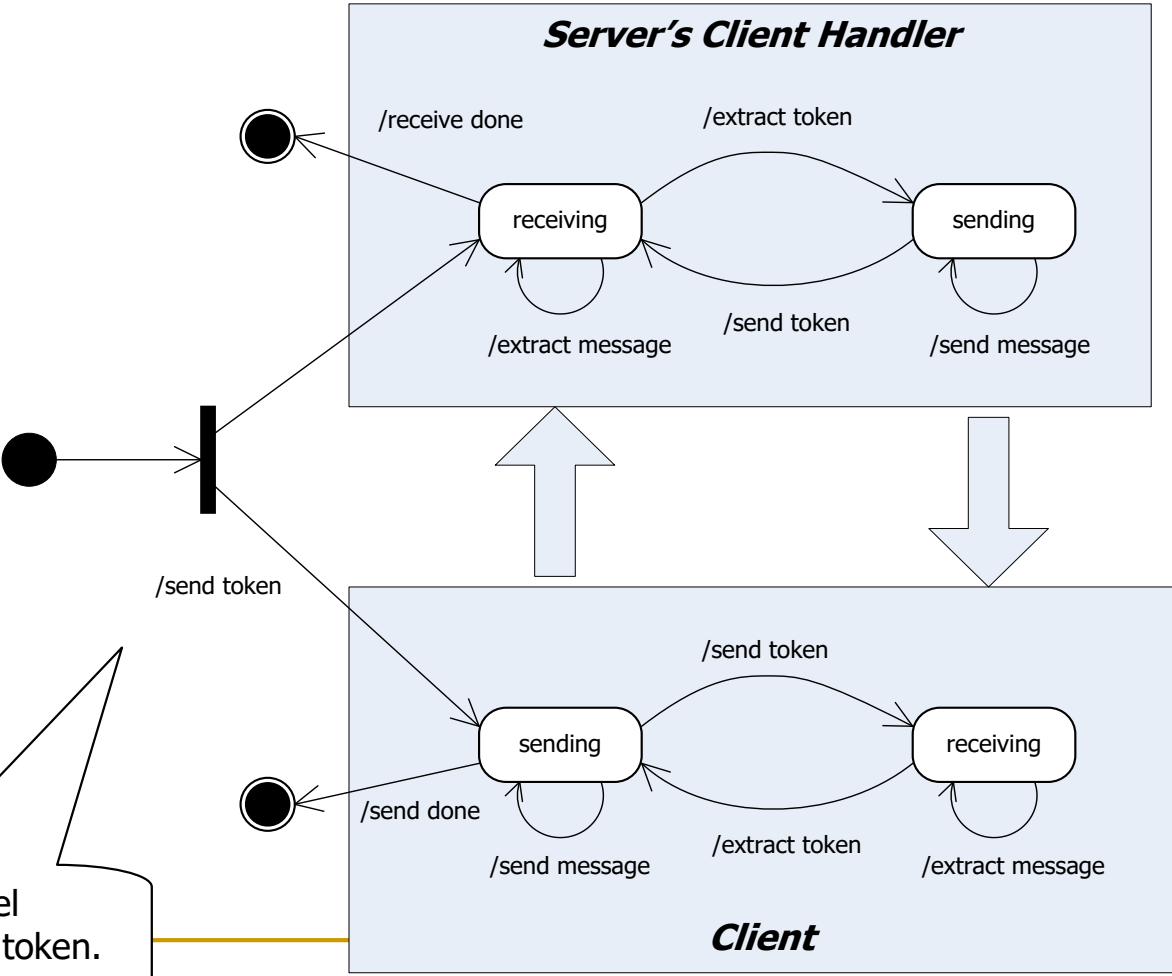 Server’s Client Handler
/receive done
/extract token
receiving
sending
/send token
/extract message
/send message
/send token
/send token
sending
receiving
/send done
/extract token
/send message
/extract message
token.
Client